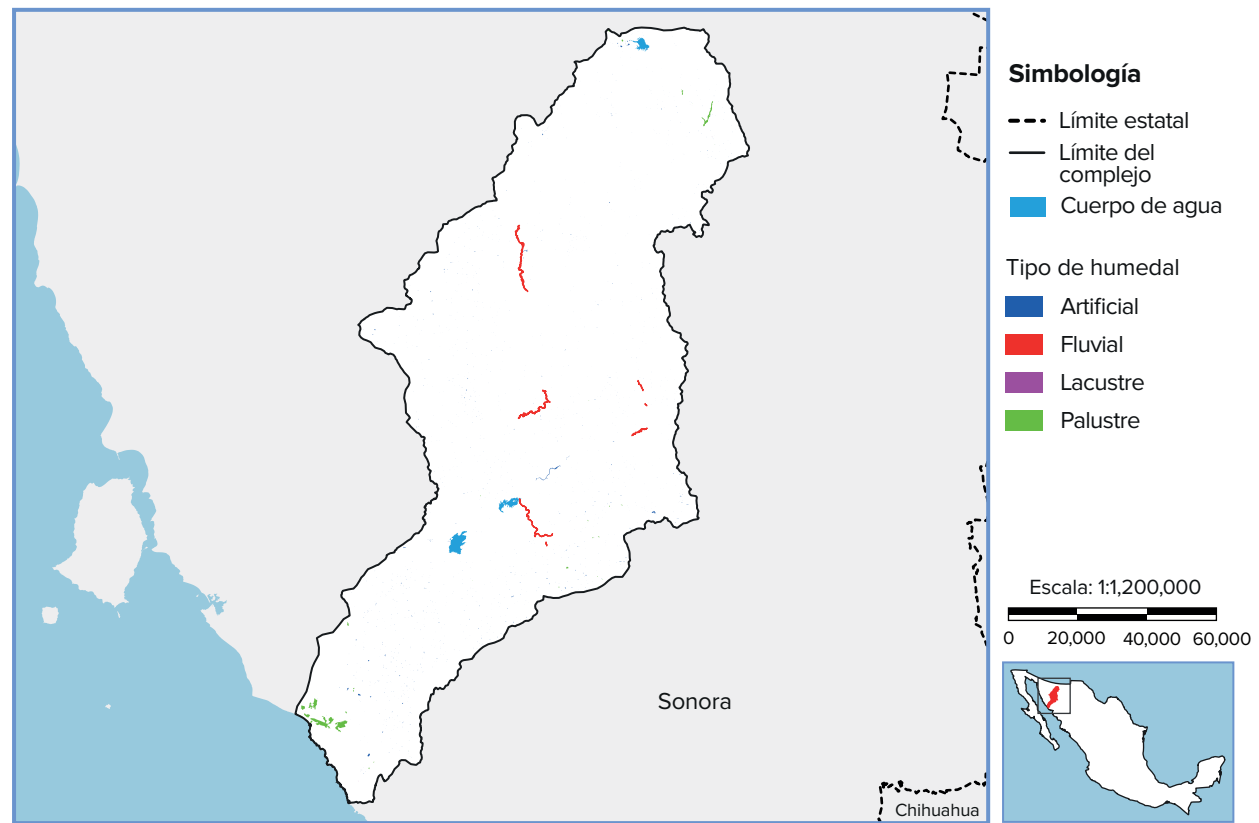 Simbología
Límite estatal
Límite del
complejo
Cuerpo de agua
Tipo de humedal
Artificial
Fluvial
Lacustre
Palustre
Escala: 1:1,200,000
0 20,000 40,000 60,000
Sonora
Chihuahua